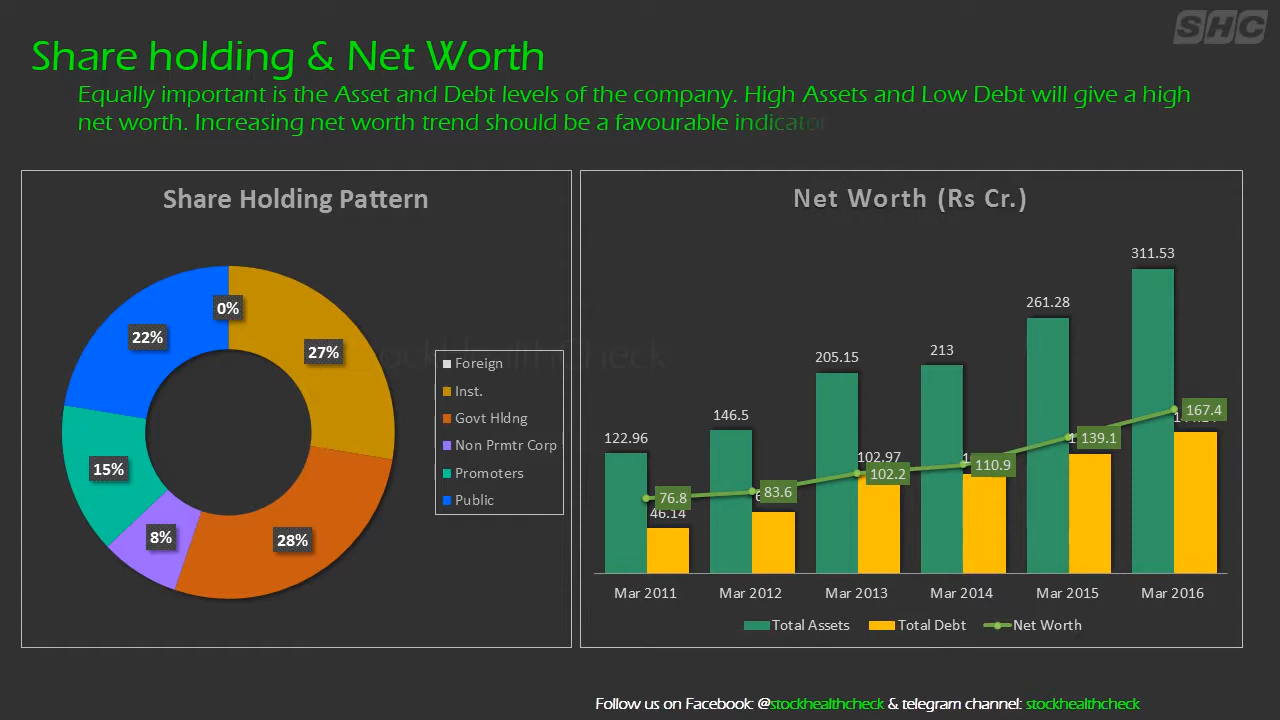 SHC
Share holding & Net Worth
Equally important is the Asset and Debt levels of the company. High Assets and Low Debt will give a high
net worth. Increasing net worth trend should be a favourable indicator
Share Holding Pattern
0%
22%
27%
15%
8%
28%
StockHealthCheck
Foreign
Inst.
Govt Hldng
Non Prmtr Corp
Promoters
Public
Net Worth (Rs Cr.)
311.53
261.28
205.15
213
146.5
122.96
167.4
139.1
102.97
110.9
102.2
83.6
76.8
46.14
Mar 2011 Mar 2012 Mar 2013 Mar 2014 Mar 2015 Mar 2016
Total Assets Total Debt Net Worth
Follow us on Facebook: @stockhealthcheck & telegram channel: stockhealthcheck